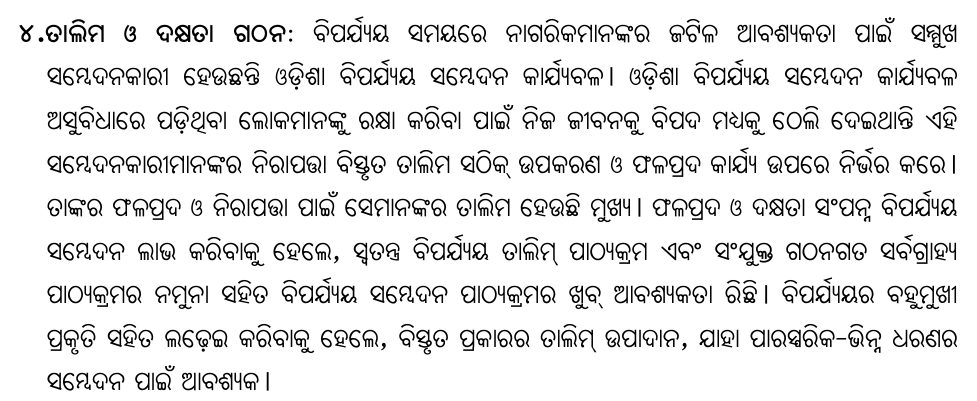 ୪.ତାଲିମ ଓ ଦକ୍ଷତା ଗଠନ: ବିପର୍ଯ୍ୟୟ ସମୟରେ ନାଗରିକମାନଙ୍କର ଜଟିଳ ଆବଶ୍ୟକତା ପାଇଁ ସମ୍ମୁଖ
ସମ୍ୱେଦନକାରୀ ହେଉଛନ୍ତି ଓଡ଼ିଶା ବିପର୍ଯ୍ୟୟ ସମ୍ୱେଦନ କାର୍ଯ୍ୟବଳ। ଓଡ଼ିଶା ବିପର୍ଯ୍ୟୟ ସମ୍ୱେଦନ କାର୍ଯ୍ୟବଳ
ଅସୁବିଧାରେ ପଡ଼ିଥିବା ଲୋକମାନଙ୍କୁ ରକ୍ଷା କରିବା ପାଇଁ ନିଜ ଜୀବନକୁ ବିପଦ ମଧ୍ୟକୁ ଠେଲି ଦେଇଥାନ୍ତି ଏହି
ସମ୍ୱେଦନକାରୀମାନଙ୍କର ନିରାପତ୍ତା ବିସ୍ତୃତ ତାଲିମ ସଠିକ୍ ଉପକରଣ ଓ ଫଳପ୍ରଦ କାର୍ଯ୍ୟ ଉପରେ ନିର୍ଭର କରେ।
ତାଙ୍କର ଫଳପ୍ରଦ ଓ ନିରାପତ୍ତା ପାଇଁ ସେମାନଙ୍କର ତାଲିମ ହେଉଛି ମୁଖ୍ୟ। ଫଳପ୍ରଦ ଓ ଦକ୍ଷତା ସଂପନ୍ନ ବିପର୍ଯ୍ୟୟ
ସମ୍ୱେଦନ ଲାଭ କରିବାକୁ ହେଲେ, ସ୍ୱତନ୍ତ୍ର ବିପର୍ଯ୍ୟୟ ତାଲିମ୍ ପାଠ୍ୟକ୍ରମ ଏବଂ ସଂଯୁକ୍ତ ଗଠନଗତ ସର୍ବଗ୍ରାହ୍ୟ
ପାଠ୍ୟକ୍ରମର ନମୁନା ସହିତ ବିପର୍ଯ୍ୟୟ ସମ୍ୱେଦନ ପାଠ୍ୟକ୍ରମର ଖୁବ୍ ଆବଶ୍ୟକତା ରିଛି। ବିପର୍ଯ୍ୟୟର ବହୁମୁଖୀ
ପ୍ରକୃତି ସହିତ ଲଢ଼େଇ କରିବାକୁ ହେଲେ, ବିସ୍ତୃତ ପ୍ରକାରର ତାଲିମ୍ ଉପାଦାନ, ଯାହା ପାରସ୍ପରିକ-ଭିନ୍ନ ଧରଣର
ସମ୍ୱେଦନ ପାଇଁ ଆବଶ୍ୟକ।